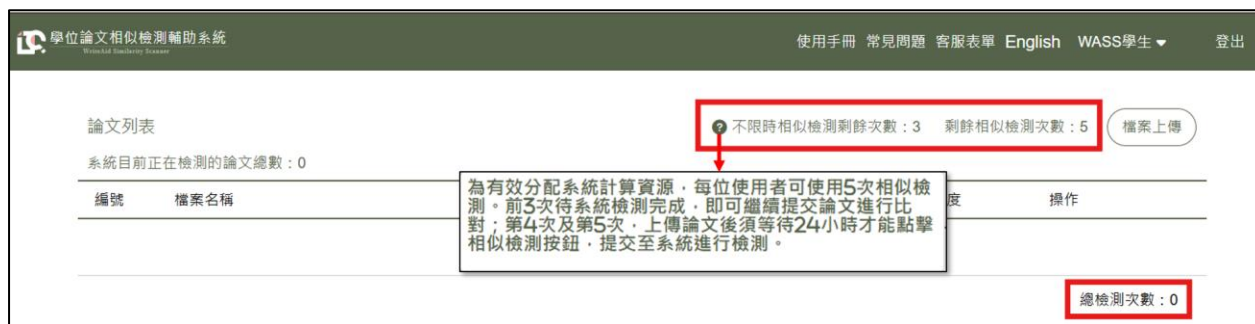 學位論文相似檢測輔助系統
WriteAid Similarity Scanner
使用手冊 常見問題 客服表單 English WASS學生 登出
論文列表
? 不限時相似檢測剩餘次數:3 剩餘相似檢測次數:5 檔案上傳
系統目前正在檢測的論文總數:0
編號 檔案名稱 度 操作
為有效分配系統計算資源,每位使用者可使用5次相似檢
測。前3次待系統檢測完成,即可繼續提交論文進行比
對;第4次及第5次,上傳論文後須等待24小時才能點擊
相似檢測按鈕,提交至系統進行檢測。
總檢測次數:0